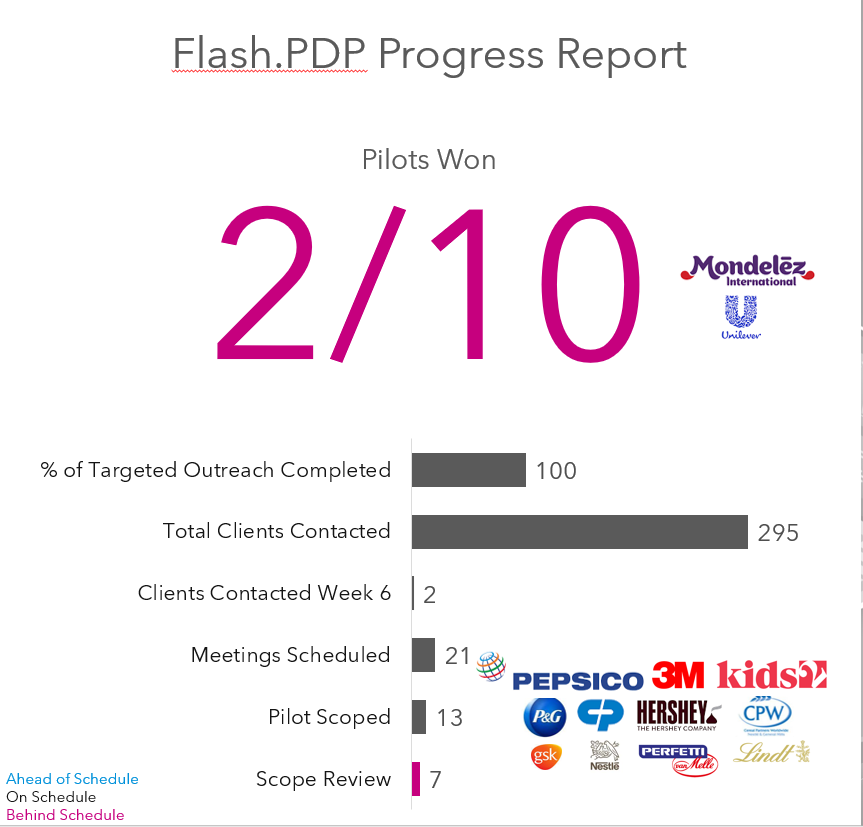 Flash.PDP Progress Report
Pilots Won
2/10
Mondelēz
International
Unilever
% of Targeted Outreach Completed 100
Total Clients Contacted 295
Clients Contacted Week 6 2
Meetings Scheduled 21
PEPSICO 3M kids2
Pilot Scoped 13
P&G CP HERSHEY CPW
THE HERSHEY COMPANY
gsk Nestlé PERFETTI van Melle Lindt
Scope Review 7
Ahead of Schedule
On Schedule
Behind Schedule